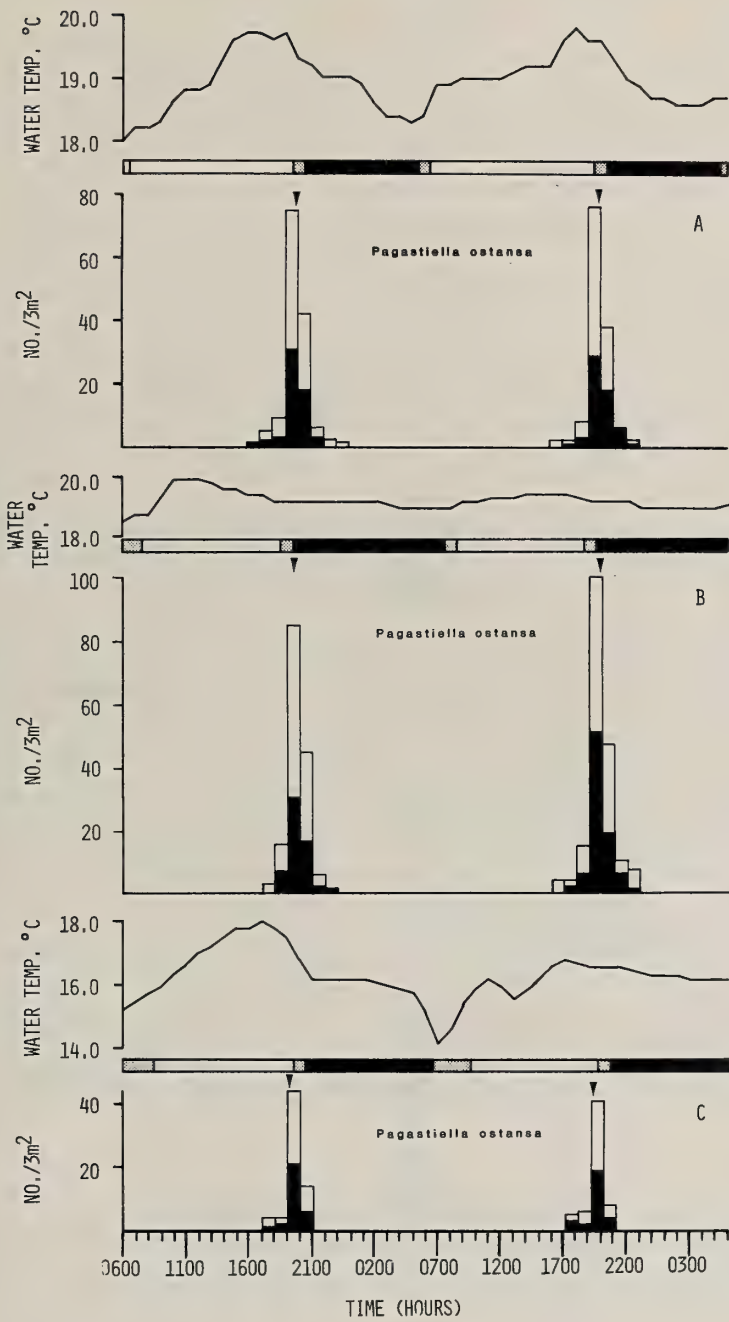 WATER TEMP. °C
20.0
19.0
18.0
NO./3m2
80
60
40
20
A
Pagastiella ostansa
WATER TEMP. °C
20.0
18.0
NO./3m2
100
80
60
40
20
B
Pagastiella ostansa
WATER TEMP. °C
18.0
16.0
14.0
NO./3m2
40
20
C
Pagastiella ostansa
0600 1100 1600 2100 0200 0700 1200 1700 2200 0300
TIME (HOURS)